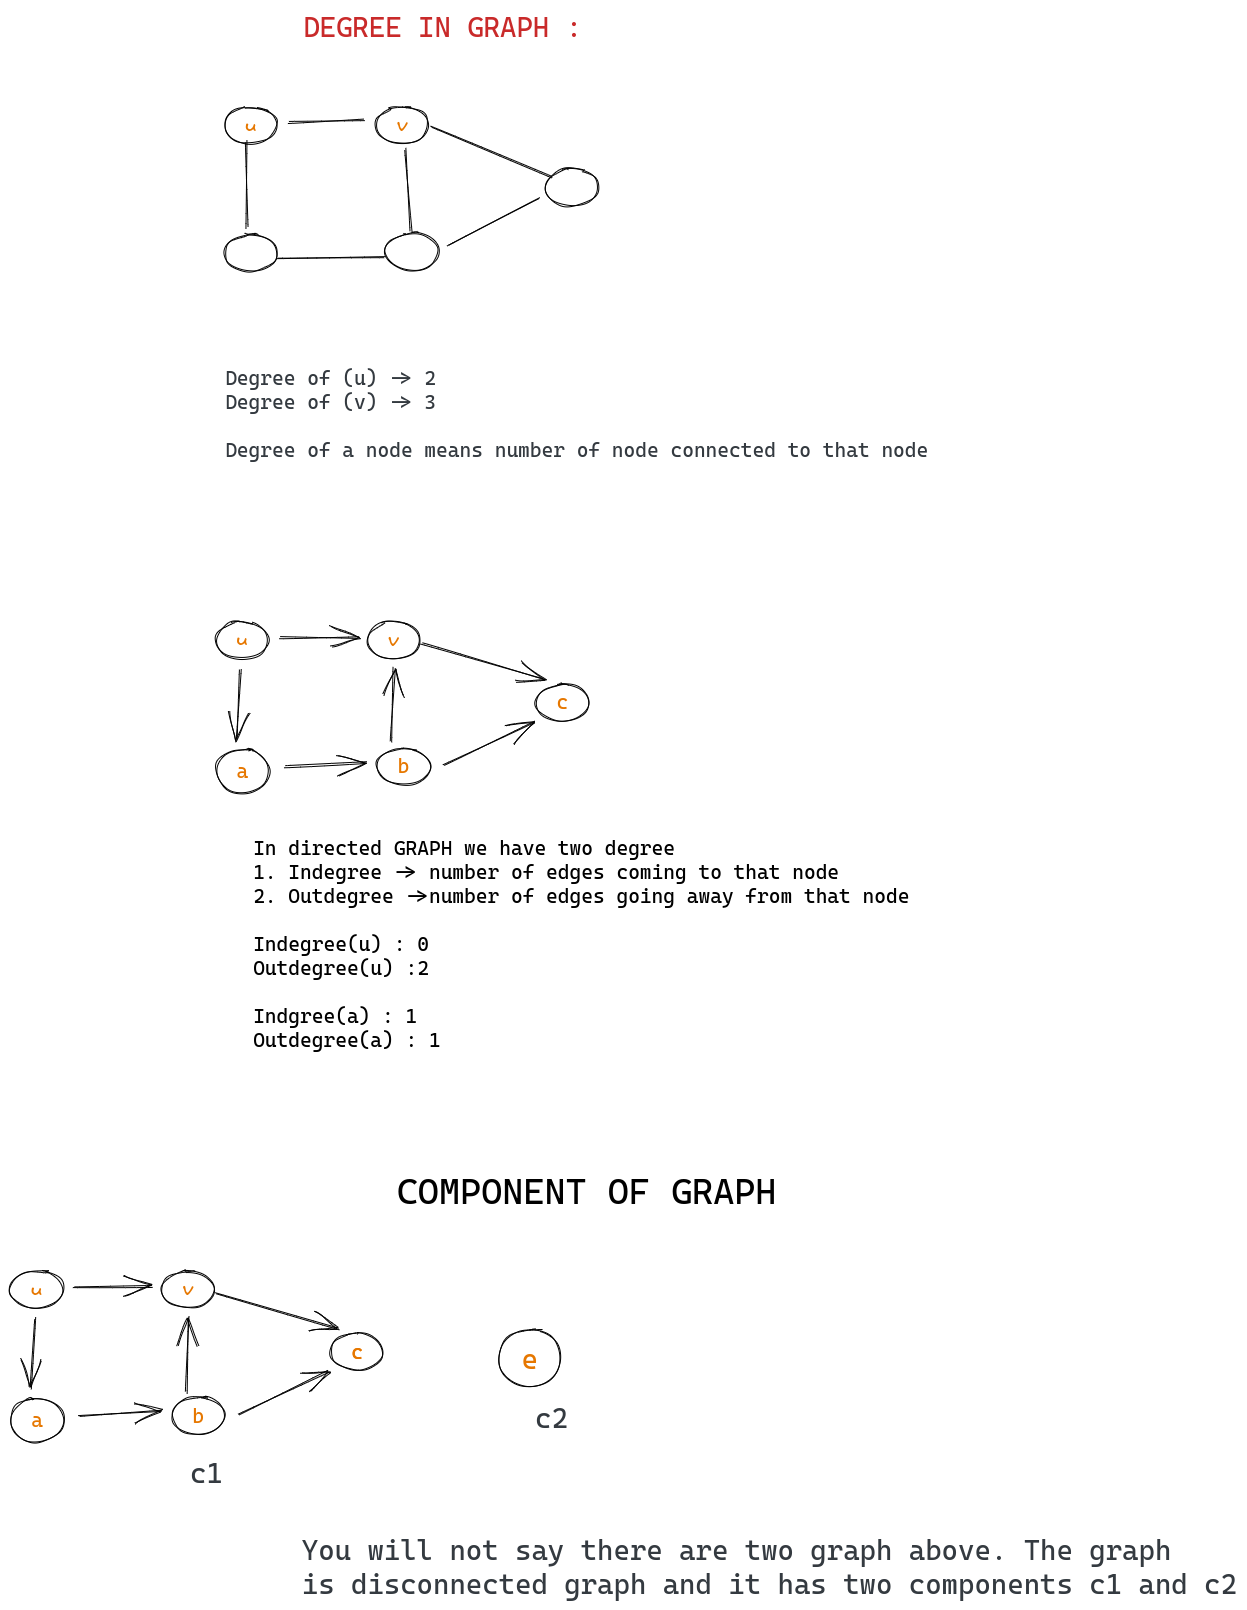 DEGREE IN GRAPH :
u
v
Degree of (u) → 2
Degree of (v) → 3
Degree of a node means number of node connected to that node
u
v
c
a
b
In directed GRAPH we have two degree
1. Indegree → number of edges coming to that node
2. Outdegree →number of edges going away from that node
Indegree(u) : 0
Outdegree(u) :2
Indgree(a) : 1
Outdegree(a) : 1
COMPONENT OF GRAPH
u
v
c
e
a
b
c2
c1
You will not say there are two graph above. The graph
is disconnected graph and it has two components c1 and c2